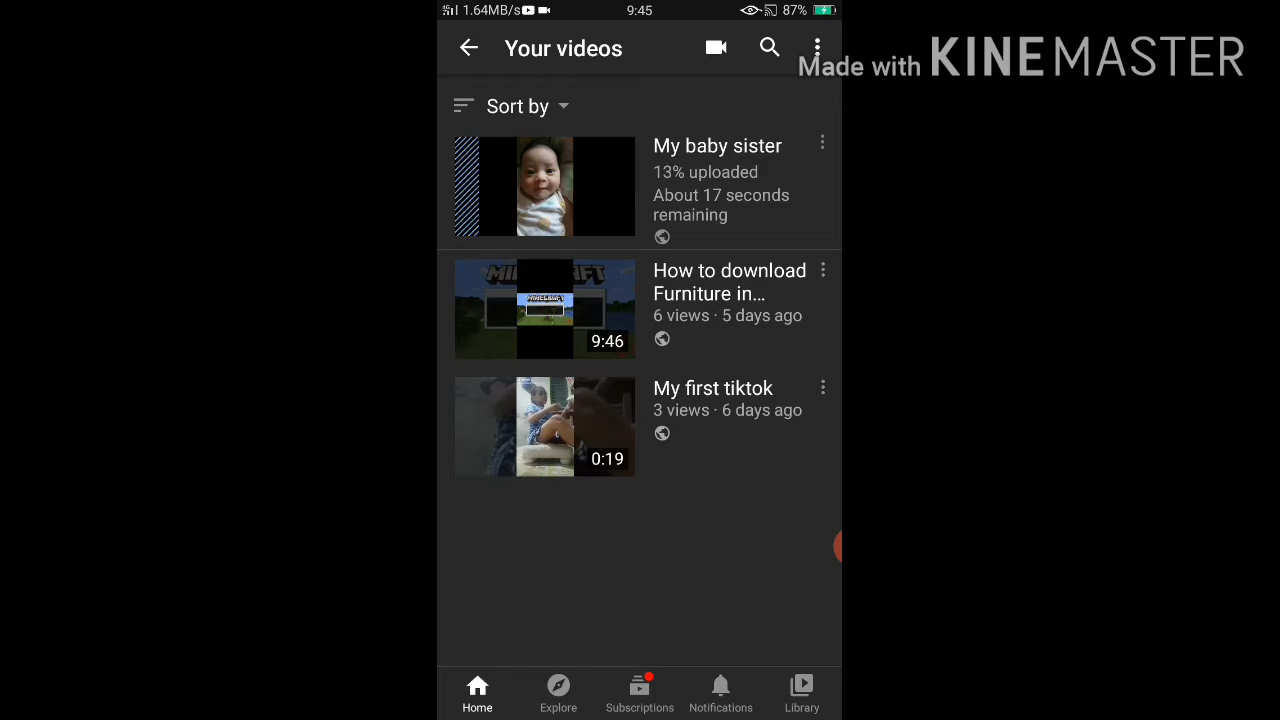 1.64MB/s 9:45 87%
Your videos
Made with KINEMASTER
Sort by
My baby sister
13% uploaded
About 17 seconds
remaining
MINECRAFT
MINECRAFT
9:46
How to download
Furniture in...
6 views · 5 days ago
0:19
My first tiktok
3 views · 6 days ago
Home Explore Subscriptions Notifications Library